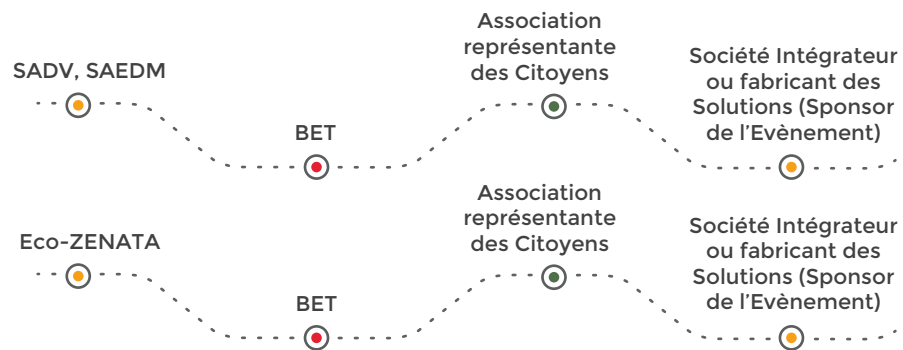 SADV, SAEDM
BET
Association
représentante
des Citoyens
Société Intégrateur
ou fabricant des
Solutions (Sponsor
de l'Evènement)
Eco-ZENATA
BET
Association
représentante
des Citoyens
Société Intégrateur
ou fabricant des
Solutions (Sponsor
de l'Evènement)